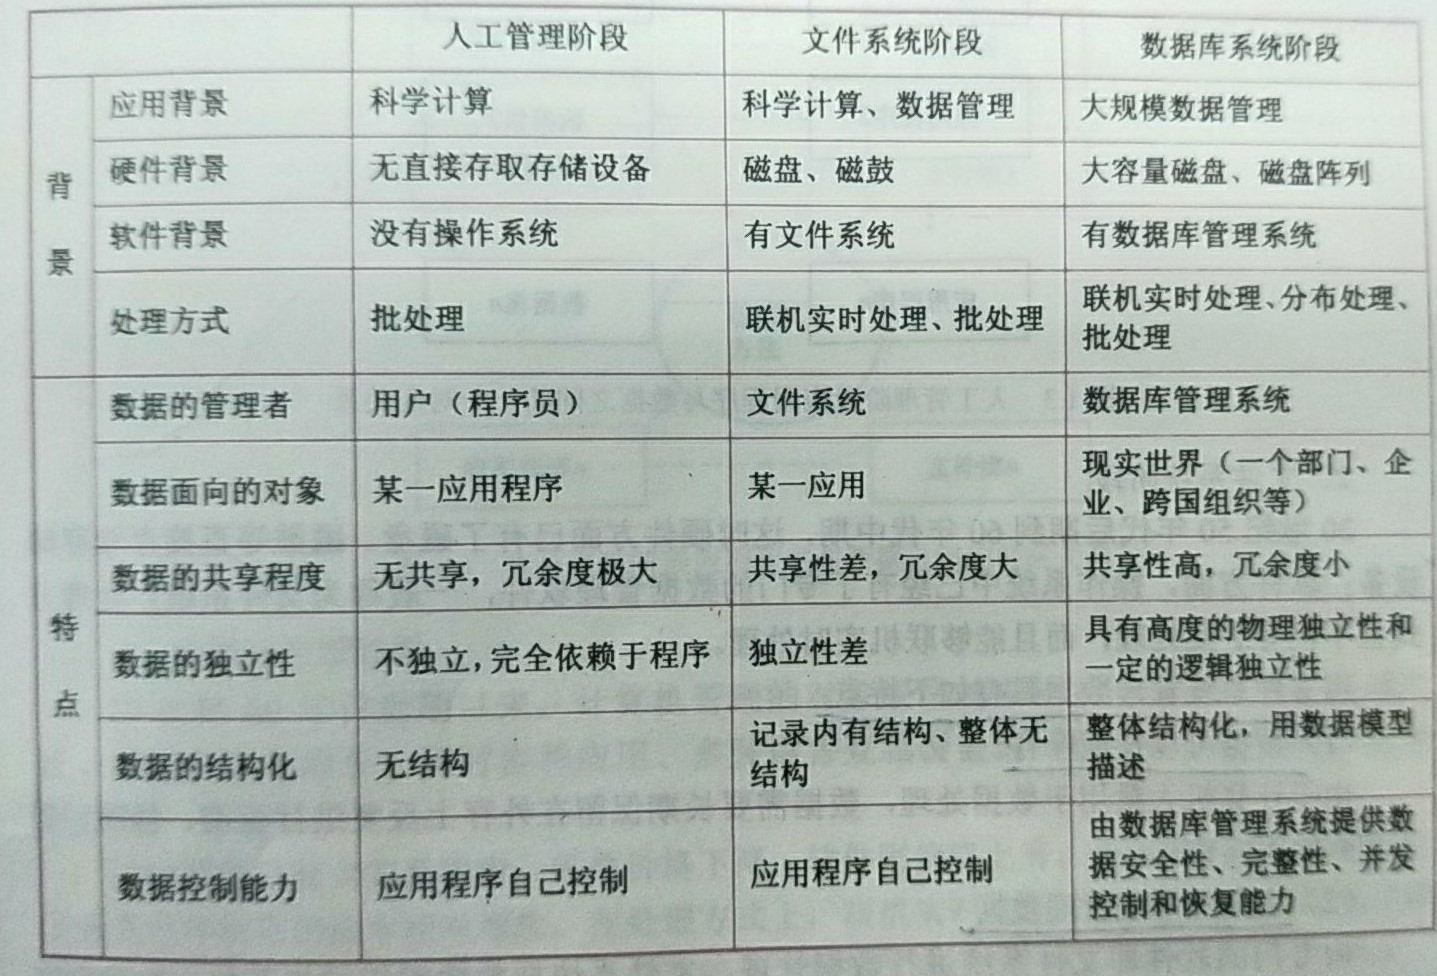 人工管理阶段 文件系统阶段 数据库系统阶段
背景
应用背景 科学计算 科学计算、数据管理 大规模数据管理
硬件背景 无直接存取存储设备 磁盘、磁鼓 大容量磁盘、磁盘阵列
软件背景 没有操作系统 有文件系统 有数据库管理系统
处理方式 批处理 联机实时处理、批处理 联机实时处理、分布处理、
批处理
特点
数据的管理者 用户（程序员） 文件系统 数据库管理系统
数据面向的对象 某一应用程序 某一应用 现实世界（一个部门、企
业、跨国组织等）
数据的共享程度 无共享，冗余度极大 共享性差，冗余度大 共享性高，冗余度小
数据的独立性 不独立，完全依赖于程序 独立性差 具有高度的物理独立性和
一定的逻辑独立性
数据的结构化 无结构 记录内有结构、整体无
结构 整体结构化，用数据模型
描述
数据控制能力 应用程序自己控制 应用程序自己控制 由数据库管理系统提供数
据安全性、完整性、并发
控制和恢复能力